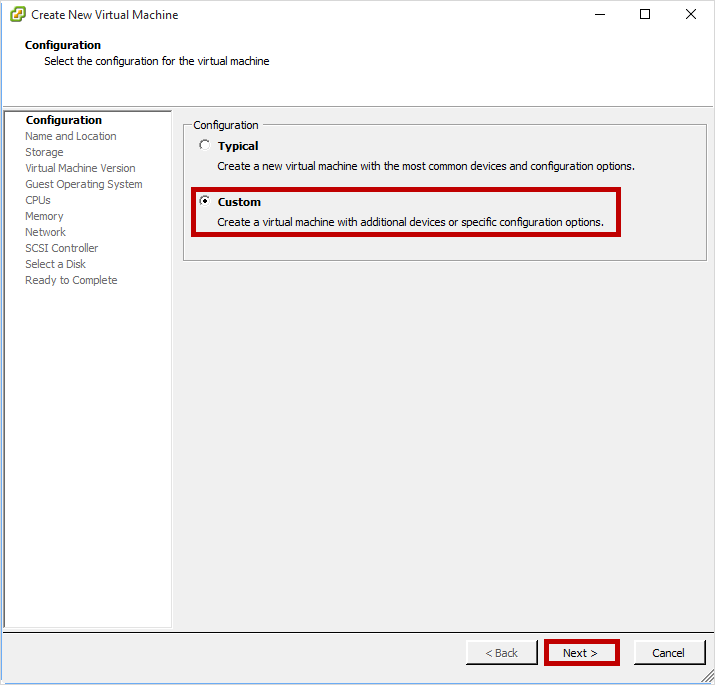 Create New Virtual Machine
Configuration
Select the configuration for the virtual machine
Configuration
Name and Location
Storage
Virtual Machine Version
Guest Operating System
CPUs
Memory
Network
SCSI Controller
Select a Disk
Ready to Complete
Configuration
Typical
Create a new virtual machine with the most common devices and configuration options.
Custom
Create a virtual machine with additional devices or specific configuration options.
< Back
Next >
Cancel